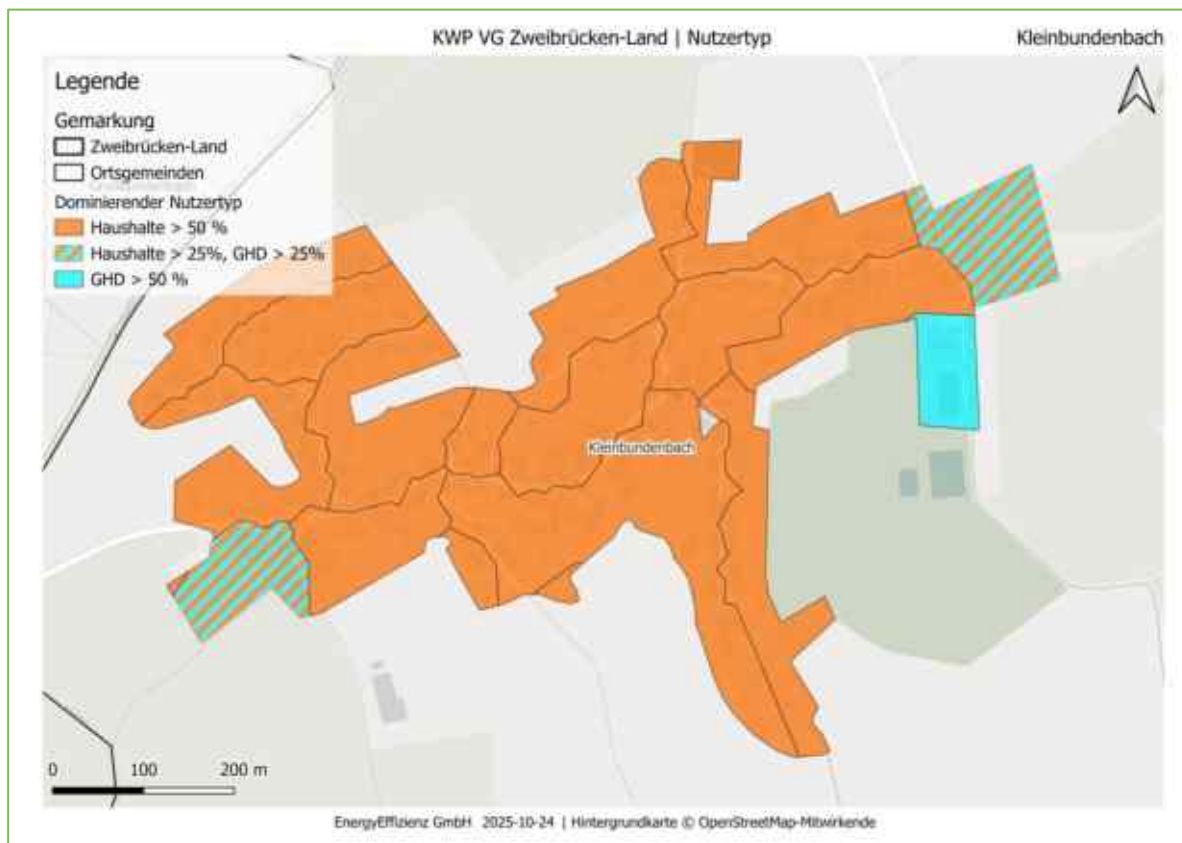 KWP VG Zweibrücken-Land | Nutzertyp
Kleinbundenbach
Legende
Gemarkung
Zweibrücken-Land
Ortsgemeinden
Dominierender Nutzertyp
Haushalte > 50 %
Haushalte > 25%, GHD > 25%
GHD > 50 %
Kleinbundenbach
0 100 200 m
EnergyEffizienz GmbH 2025-10-24 | Hintergrundkarte © OpenStreetMap-Mitwirkende